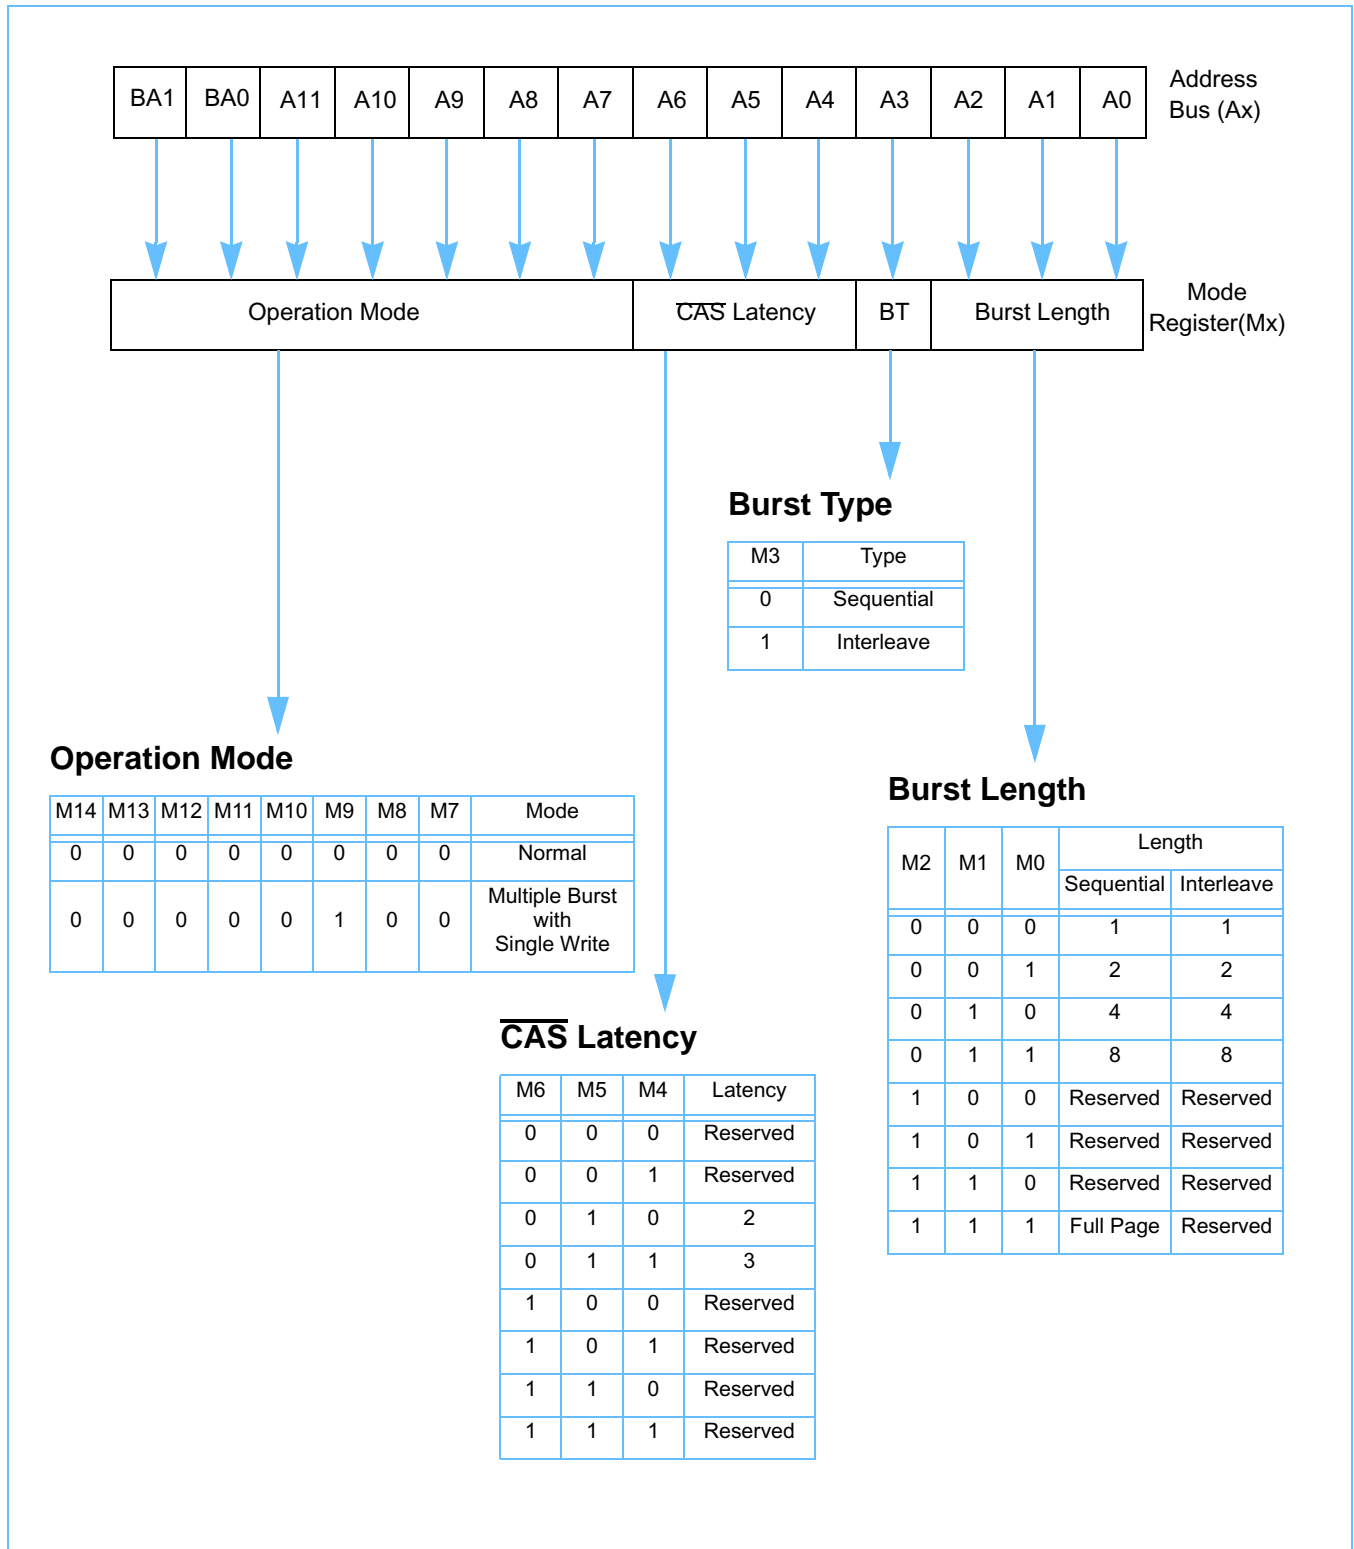 BA1 BA0 A11 A10 A9 A8 A7 A6 A5 A4 A3 A2 A1 A0
Address
Bus (Ax)
Operation Mode CAS Latency BT Burst Length
Mode
Register(Mx)
Burst Type
M3 Type
0 Sequential
1 Interleave
Operation Mode
M14 M13 M12 M11 M10 M9 M8 M7 Mode
0 0 0 0 0 0 0 0 Normal
0 0 0 0 0 1 0 0 Multiple Burst
with
Single Write
Burst Length
M2 M1 M0 Length
Sequential Interleave
0 0 0 1 1
0 0 1 2 2
0 1 0 4 4
0 1 1 8 8
1 0 0 Reserved Reserved
1 0 1 Reserved Reserved
1 1 0 Reserved Reserved
1 1 1 Full Page Reserved
CAS Latency
M6 M5 M4 Latency
0 0 0 Reserved
0 0 1 Reserved
0 1 0 2
0 1 1 3
1 0 0 Reserved
1 0 1 Reserved
1 1 0 Reserved
1 1 1 Reserved